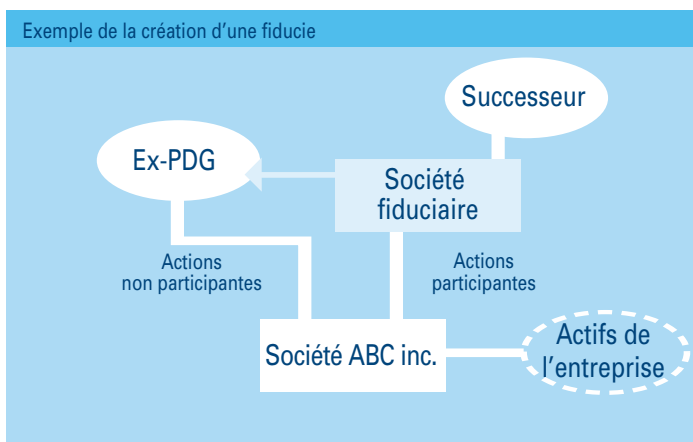 Exemple de la création d'une fiducie
Successeur
Ex-PDG
Société
fiduciaire
Actions
non participantes
Actions
participantes
Société ABC inc.
Actifs de
l'entreprise